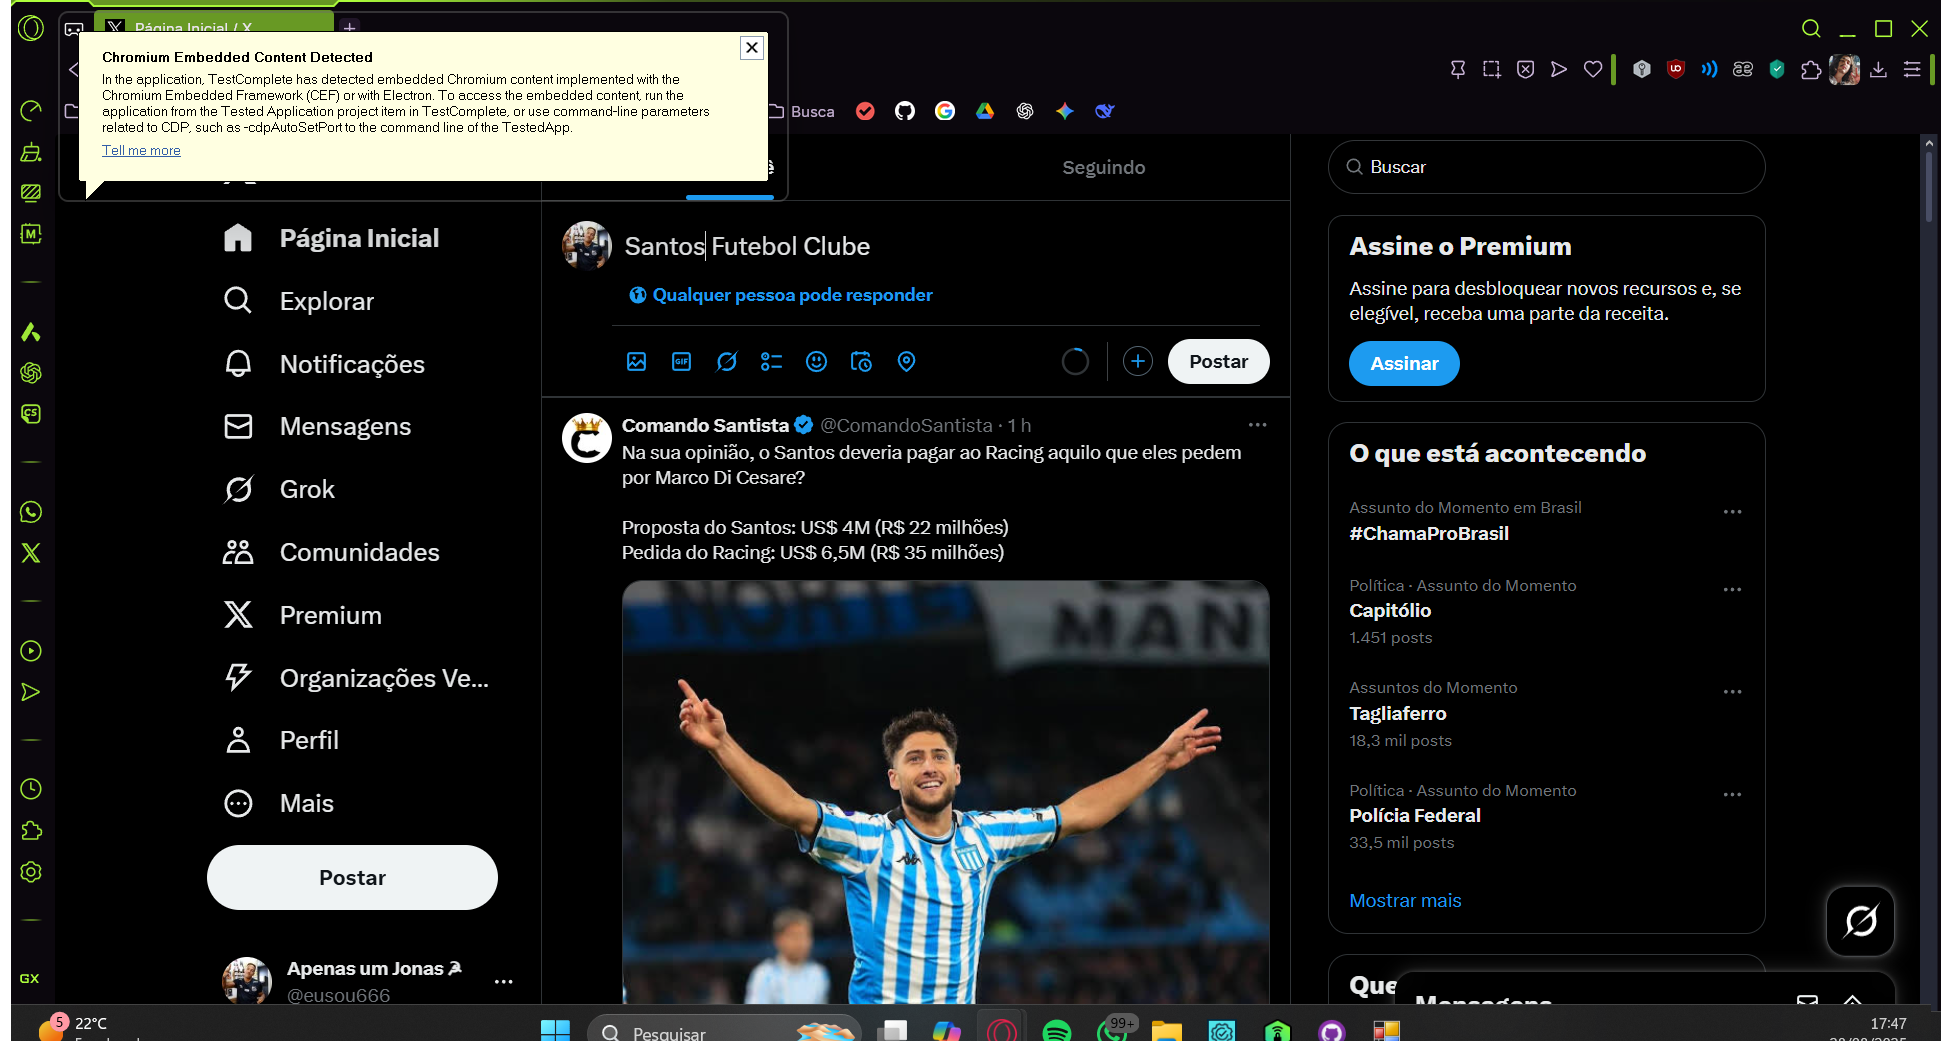 Página Inicial / X
Chromium Embedded Content Detected
In the application, TestComplete has detected embedded Chromium content implemented with the
Chromium Embedded Framework (CEF) or with Electron. To access the embedded content, run the
application from the Tested Application project item in TestComplete, or use command-line parameters
related to CDP, such as -cdpAutoSetPort to the command line of the TestedApp.
Tell me more
Busca
Seguindo
Buscar
Página Inicial
Explorar
Notificações
Mensagens
Grok
Comunidades
Premium
Organizações Ve...
Perfil
Mais
Postar
Apenas um Jonas
@eusou666
GX
Santos Futebol Clube
Qualquer pessoa pode responder
GIF
Postar
Comando Santista @ComandoSantista · 1 h
Na sua opinião, o Santos deveria pagar ao Racing aquilo que eles pedem
por Marco Di Cesare?
Proposta do Santos: US$ 4M (R$ 22 milhões)
Pedida do Racing: US$ 6,5M (R$ 35 milhões)
NORTE
MAN
Assine o Premium
Assine para desbloquear novos recursos e, se
elegível, receba uma parte da receita.
Assinar
O que está acontecendo
Assunto do Momento em Brasil
#ChamaProBrasil
Política · Assunto do Momento
Capitólio
1.451 posts
Assuntos do Momento
Tagliaferro
18,3 mil posts
Política · Assunto do Momento
Polícia Federal
33,5 mil posts
Mostrar mais
Que
Mensagens
5
22°C
Pesquisar
99+
17:47